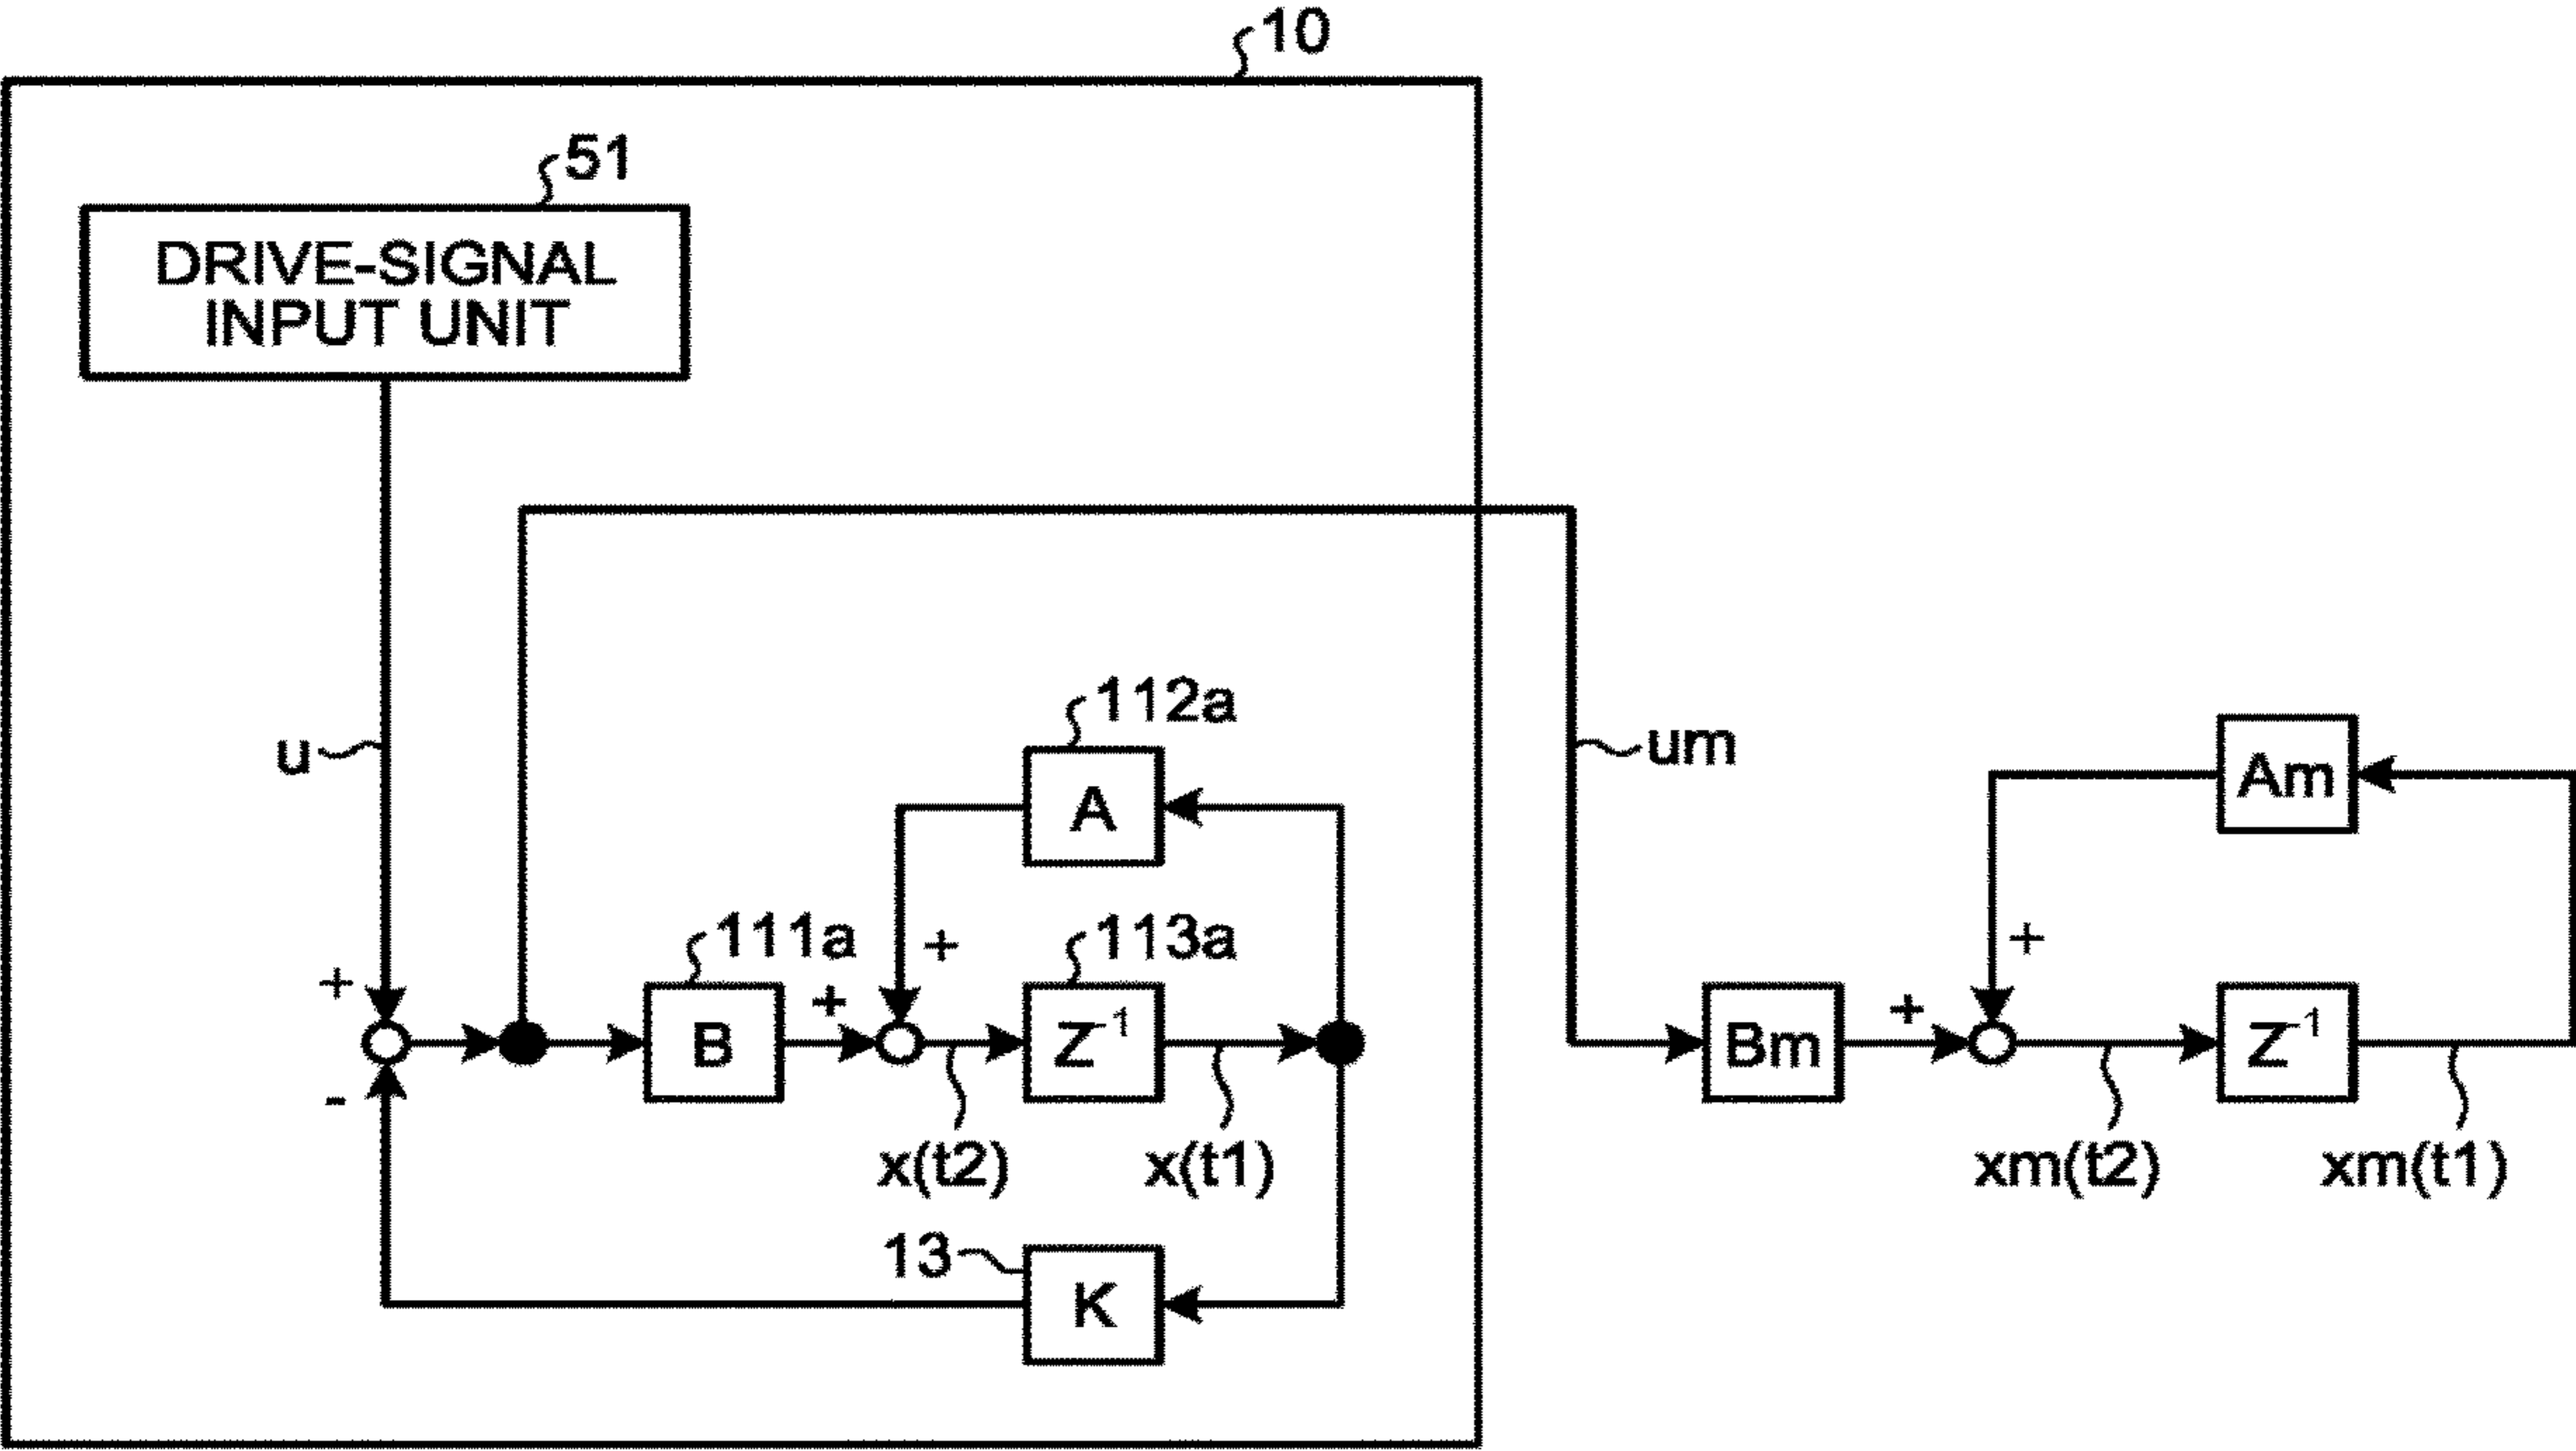 10
51
DRIVE-SIGNAL
INPUT UNIT
u
um
112a
A
Am
111a
+
113a
+
+
B
+
Z-1
Bm
+
Z-1
-
x(t2)
x(t1)
xm(t2)
xm(t1)
13
K